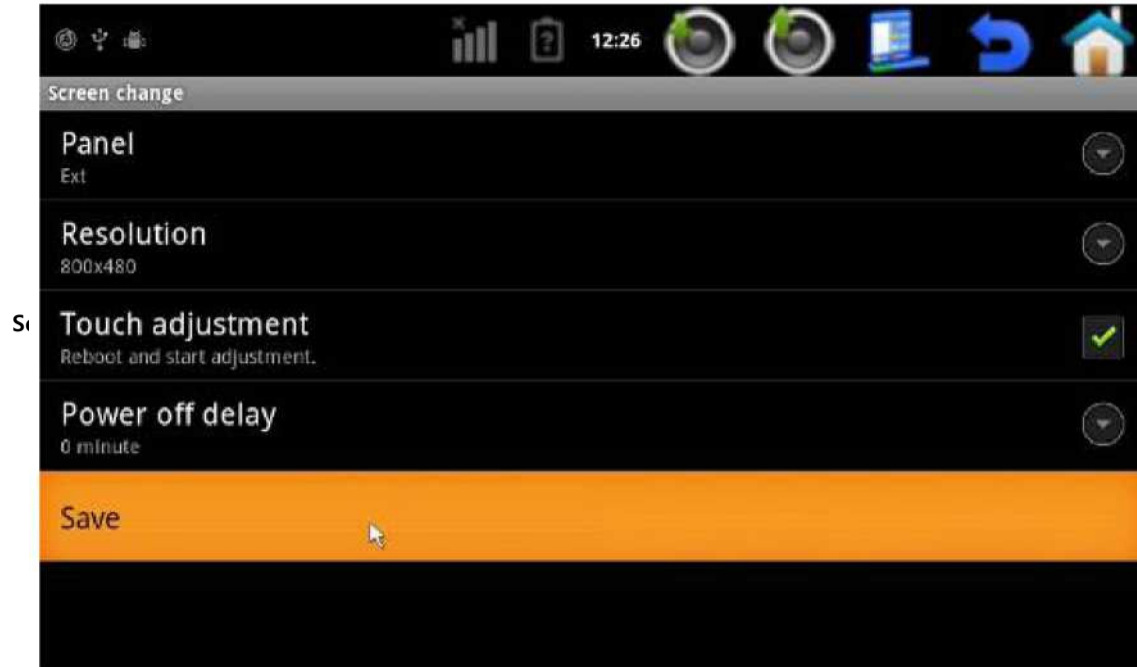 12:26
Screen change
Panel
Ext
Resolution
800x480
Touch adjustment
Reboot and start adjustment.
Power off delay
0 minute
Save